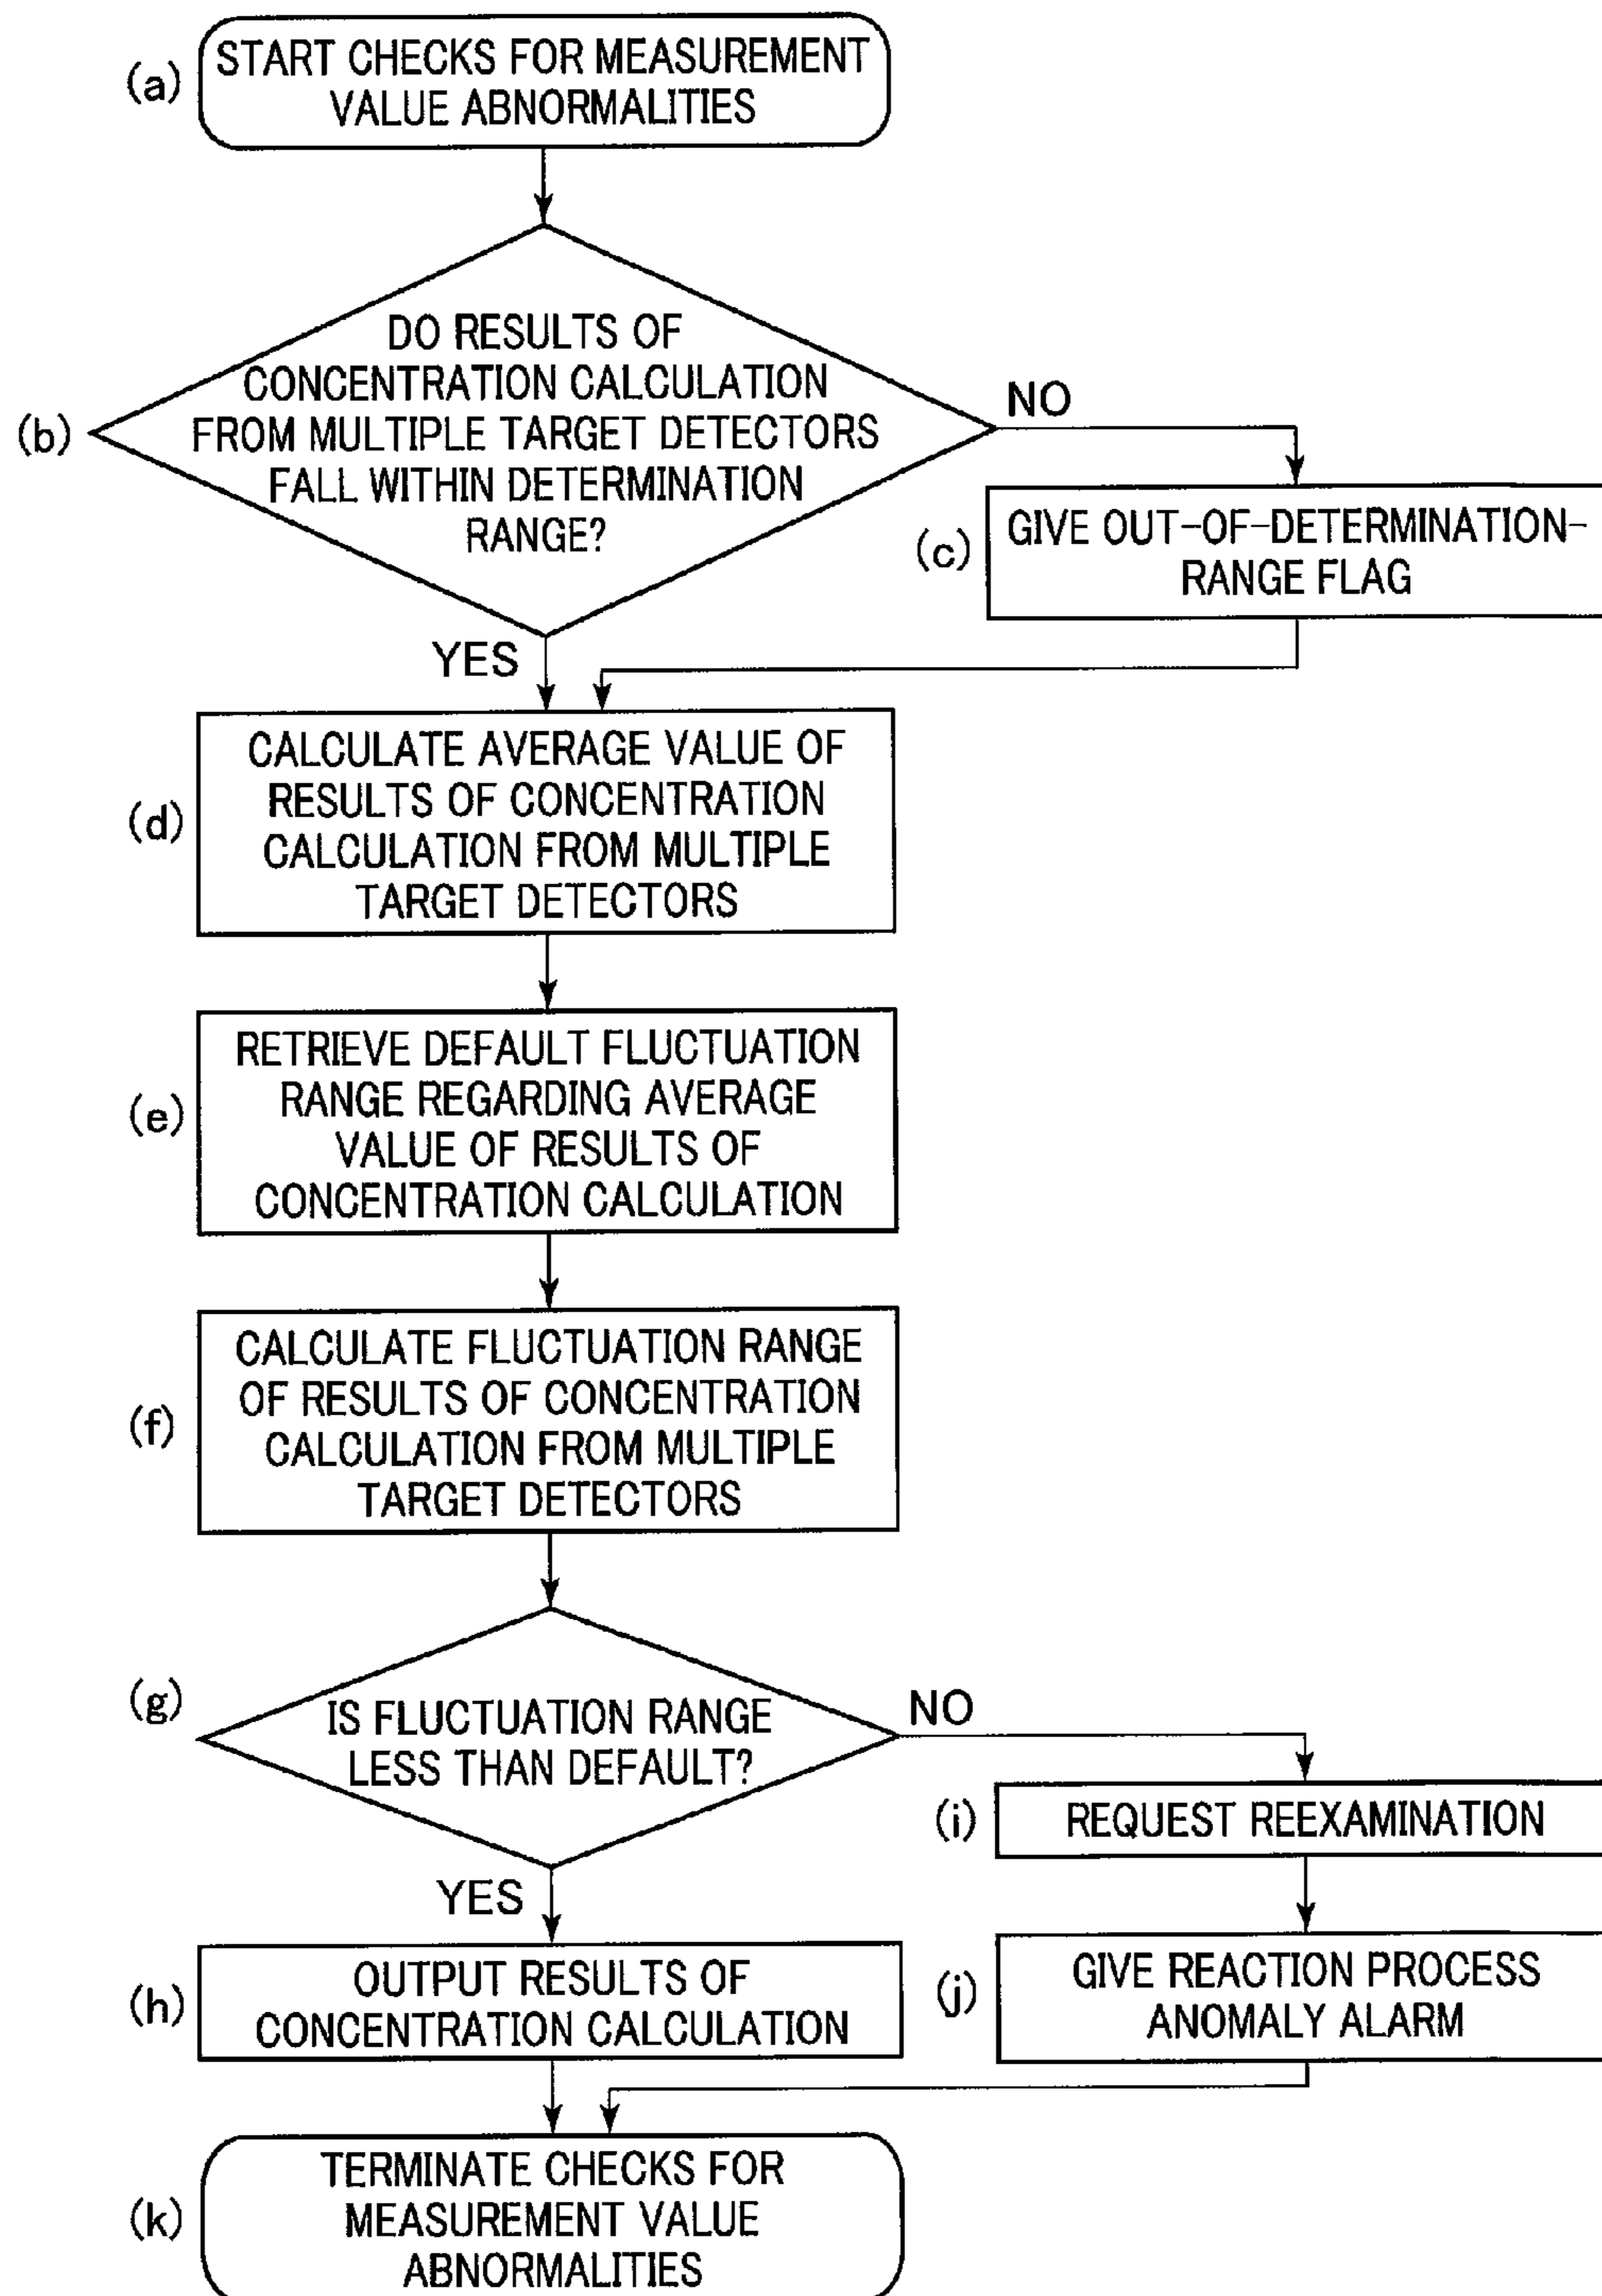 (a)
START CHECKS FOR MEASUREMENT
VALUE ABNORMALITIES
(b)
DO RESULTS OF
CONCENTRATION CALCULATION
FROM MULTIPLE TARGET DETECTORS
FALL WITHIN DETERMINATION
RANGE?
NO
(c)
GIVE OUT-OF-DETERMINATION-
RANGE FLAG
YES
(d)
CALCULATE AVERAGE VALUE OF
RESULTS OF CONCENTRATION
CALCULATION FROM MULTIPLE
TARGET DETECTORS
(e)
RETRIEVE DEFAULT FLUCTUATION
RANGE REGARDING AVERAGE
VALUE OF RESULTS OF
CONCENTRATION CALCULATION
(f)
CALCULATE FLUCTUATION RANGE
OF RESULTS OF CONCENTRATION
CALCULATION FROM MULTIPLE
TARGET DETECTORS
(g)
IS FLUCTUATION RANGE
LESS THAN DEFAULT?
NO
(i)
REQUEST REEXAMINATION
YES
(h)
OUTPUT RESULTS OF
CONCENTRATION CALCULATION
(j)
GIVE REACTION PROCESS
ANOMALY ALARM
(k)
TERMINATE CHECKS FOR
MEASUREMENT VALUE
ABNORMALITIES